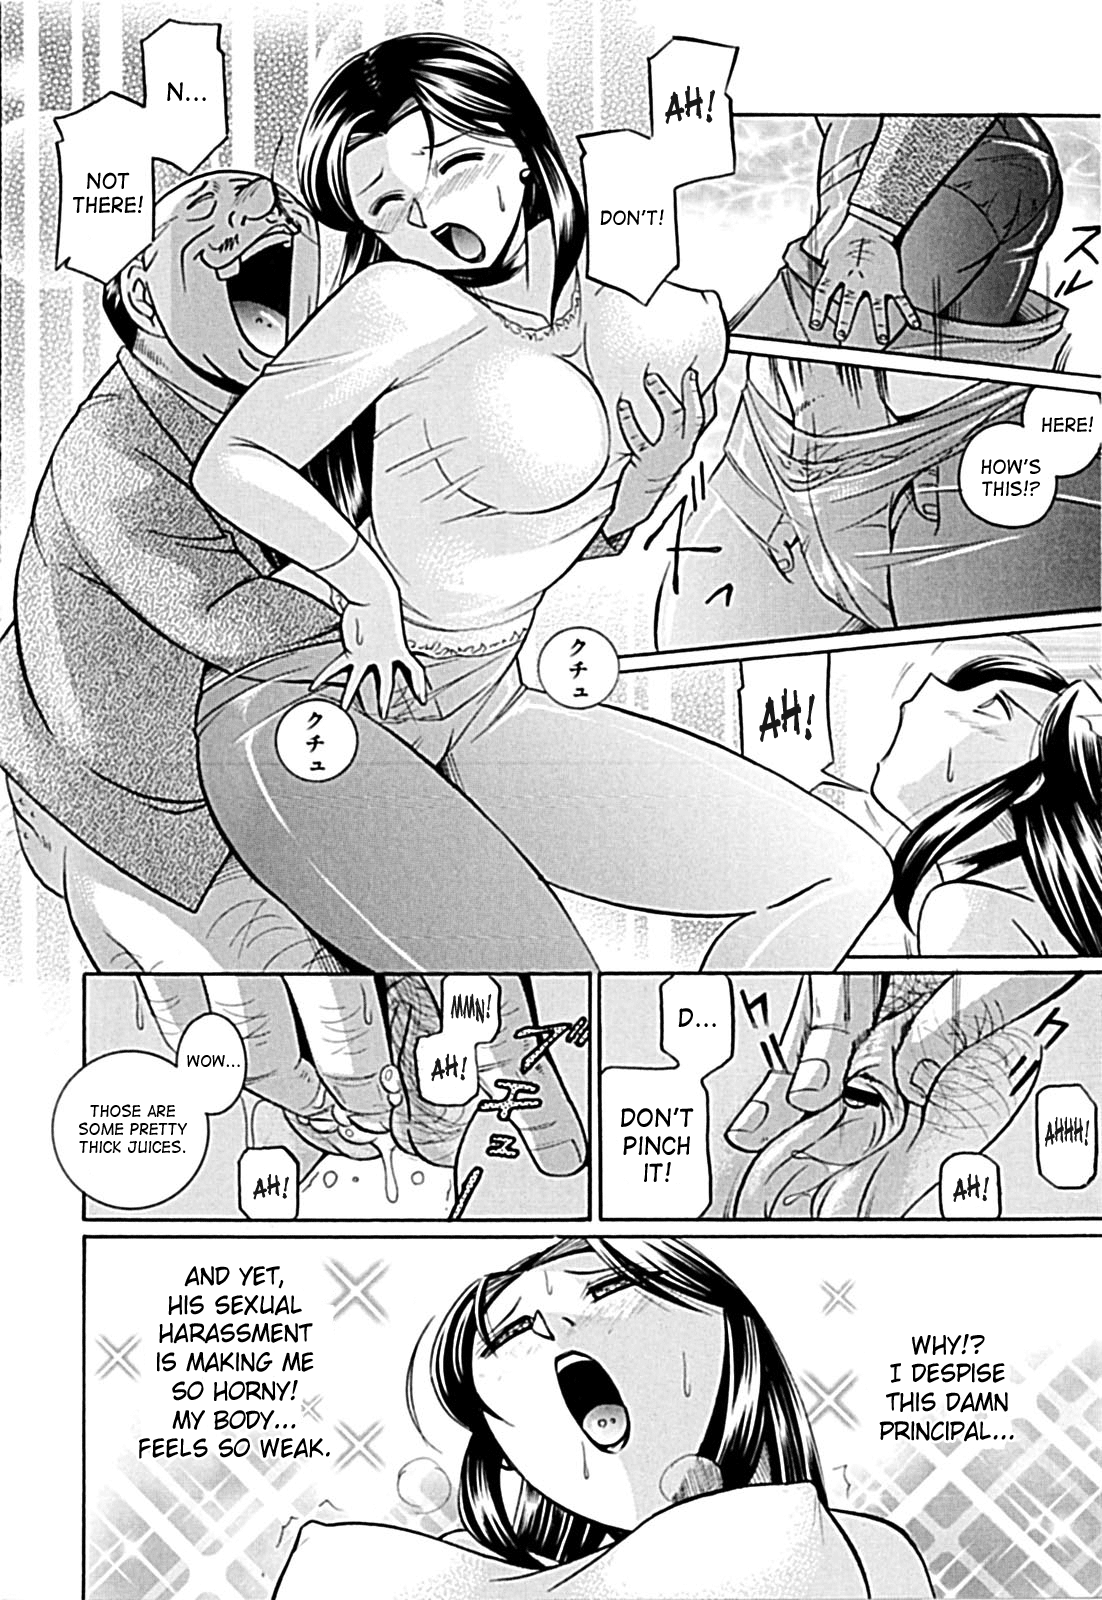 ス
HERE!
HOW'S
THIS!?
AH!
AH!
DON'T!
N...
NOT
THERE!
クチュ
クチュ
AHHH!
AH!
D...
DON'T
PINCH
IT!
MMN!
AH!
WOW...
THOSE ARE
SOME PRETTY
THICK JUICES.
AH!
WHY!?
I DESPISE
THIS DAMN
PRINCIPAL...
AND YET,
HIS SEXUAL
HARASSMENT
IS MAKING ME
SO HORNY!
MY BODY...
FEELS SO WEAK.